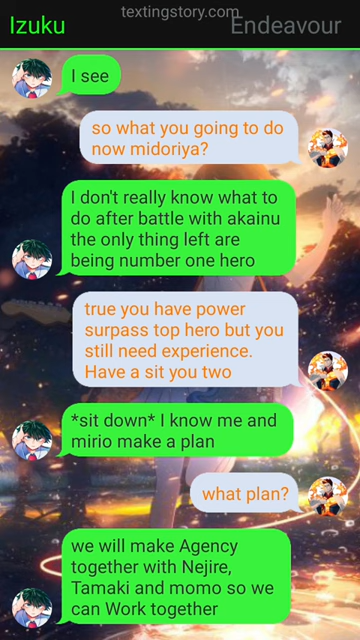 textingstory.com
Izuku
Endeavour
I see
so what you going to do
now midoriya?
I don't really know what to
do after battle with akainu
the only thing left are
being number one hero
true you have power
surpass top hero but you
still need experience.
Have a sit you two
*sit down* I know me and
mirio make a plan
what plan?
we will make Agency
together with Nejire,
Tamaki and momo so we
can Work together